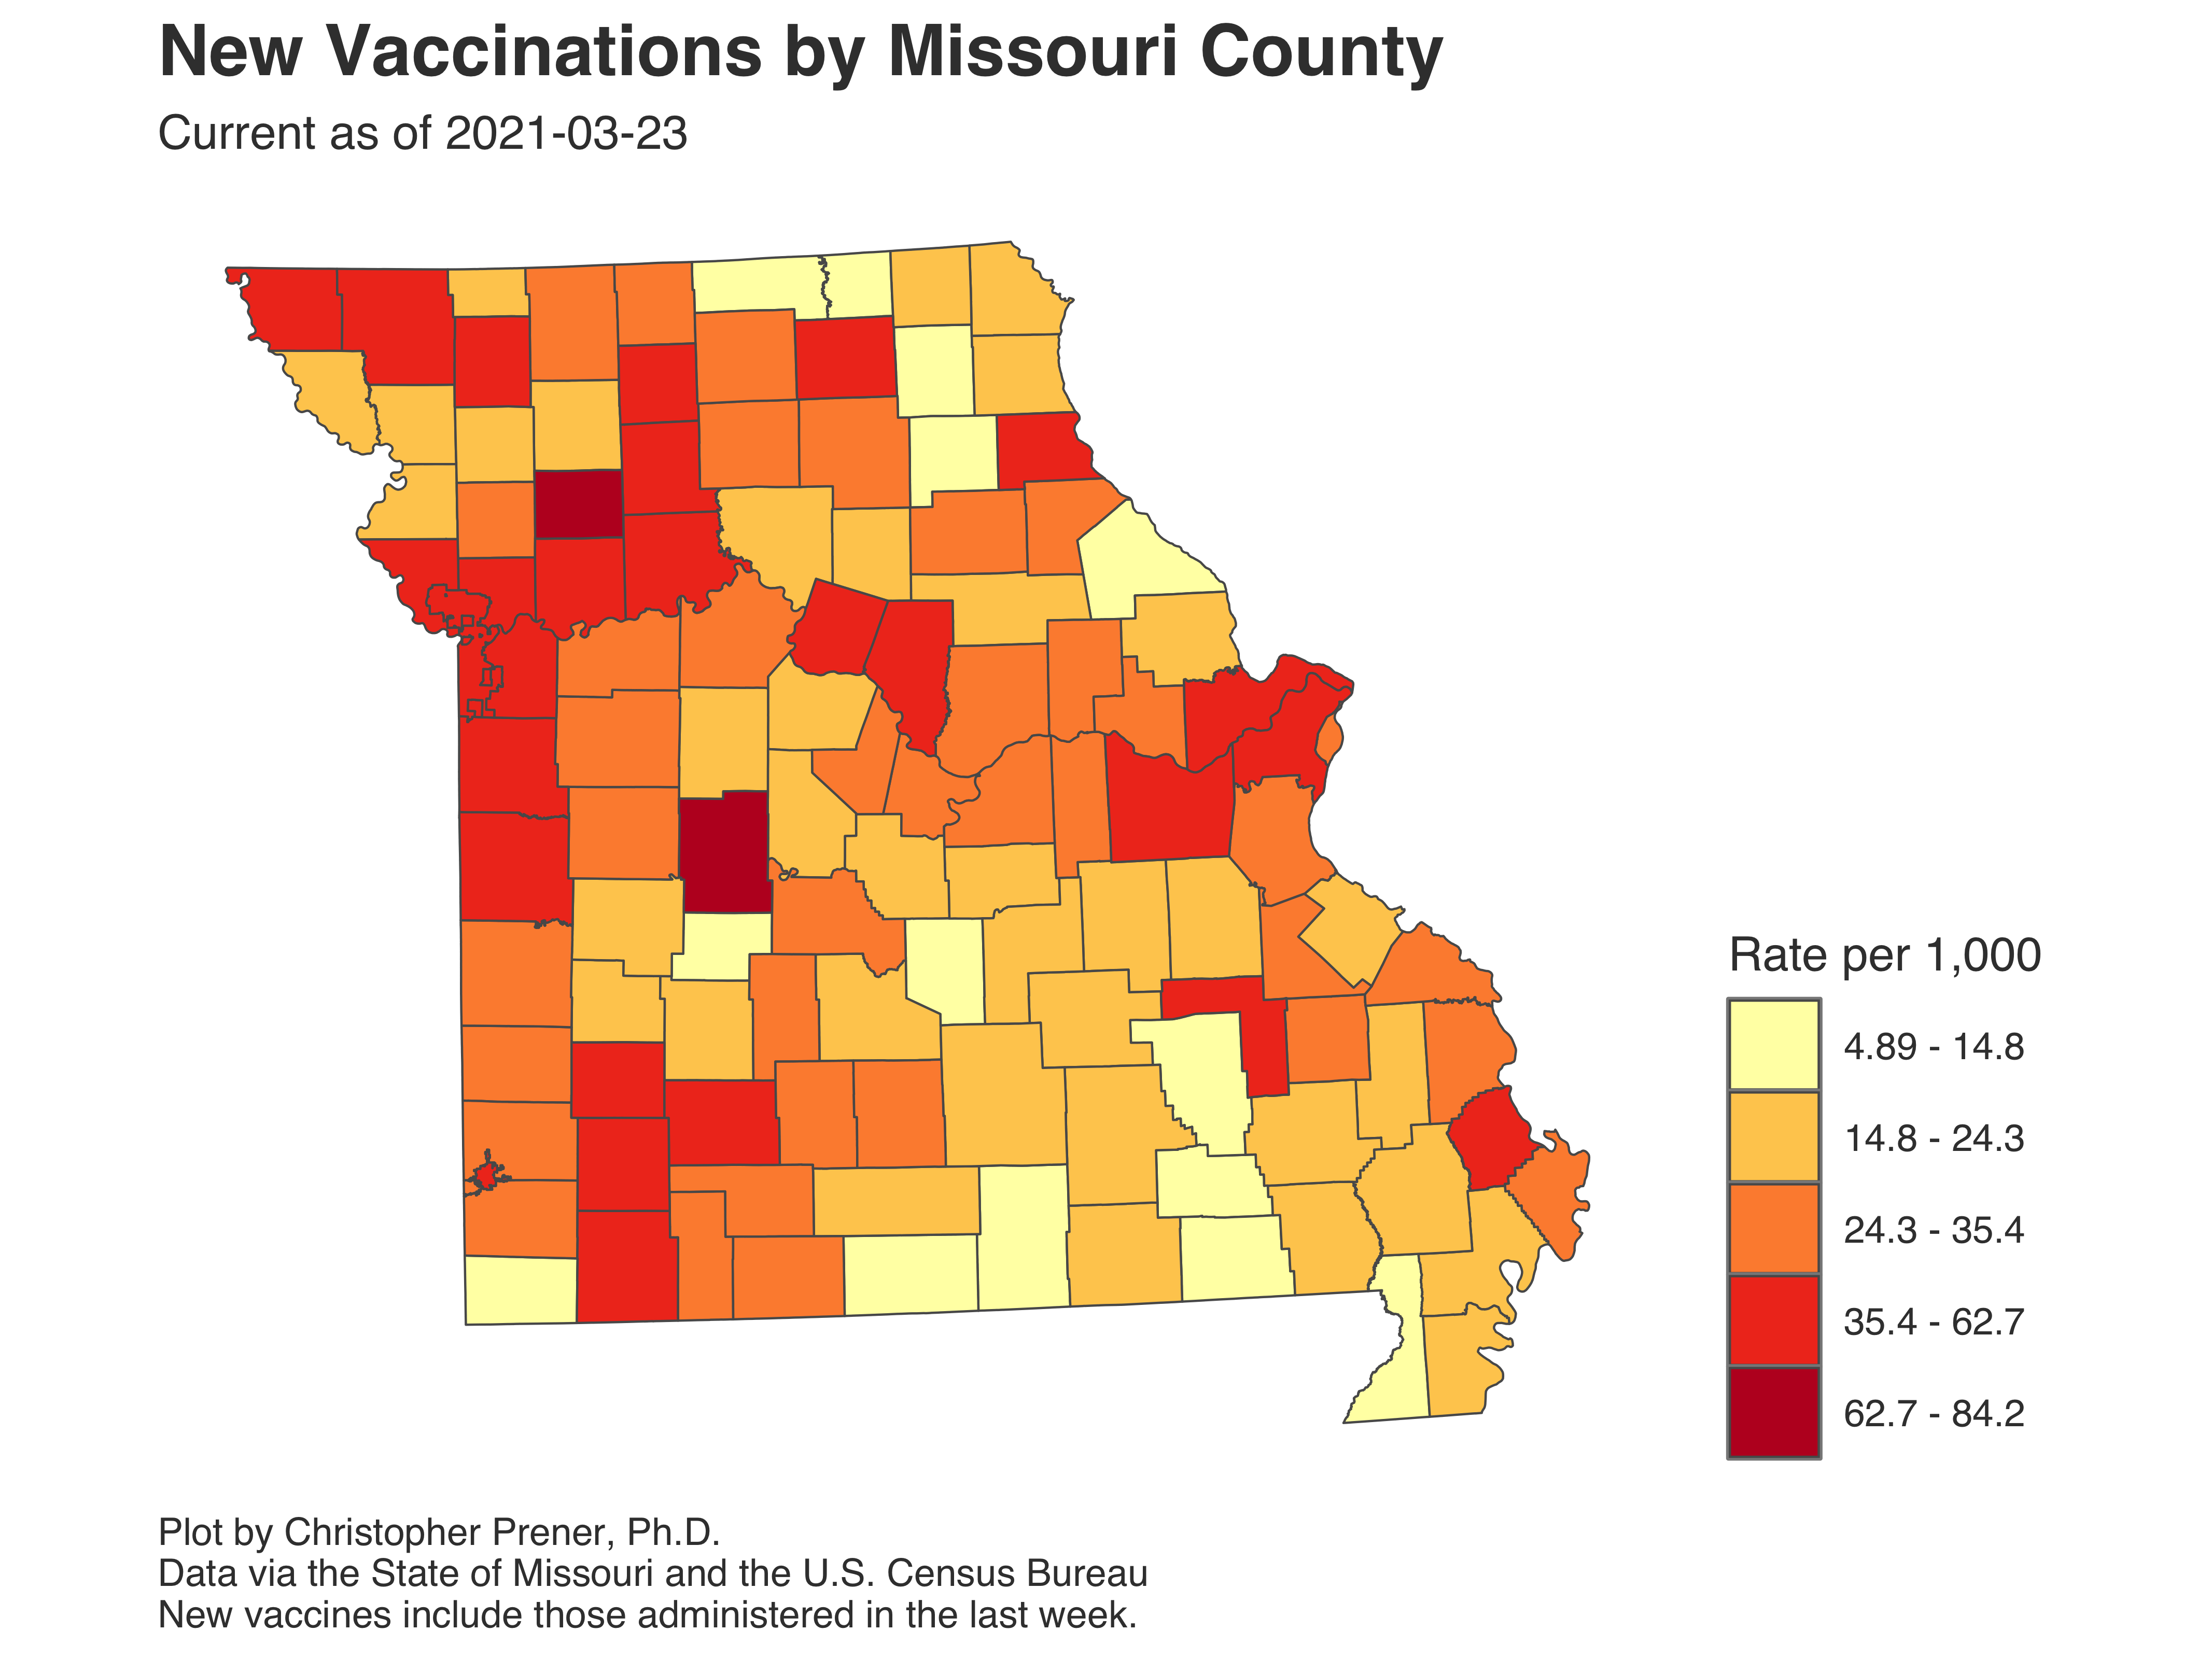 New Vaccinations by Missouri County
Current as of 2021-03-23
Rate per 1,000
4.89 - 14.8
14.8 - 24.3
24.3 - 35.4
35.4 - 62.7
62.7 - 84.2
Plot by Christopher Prener, Ph.D.
Data via the State of Missouri and the U.S. Census Bureau
New vaccines include those administered in the last week.